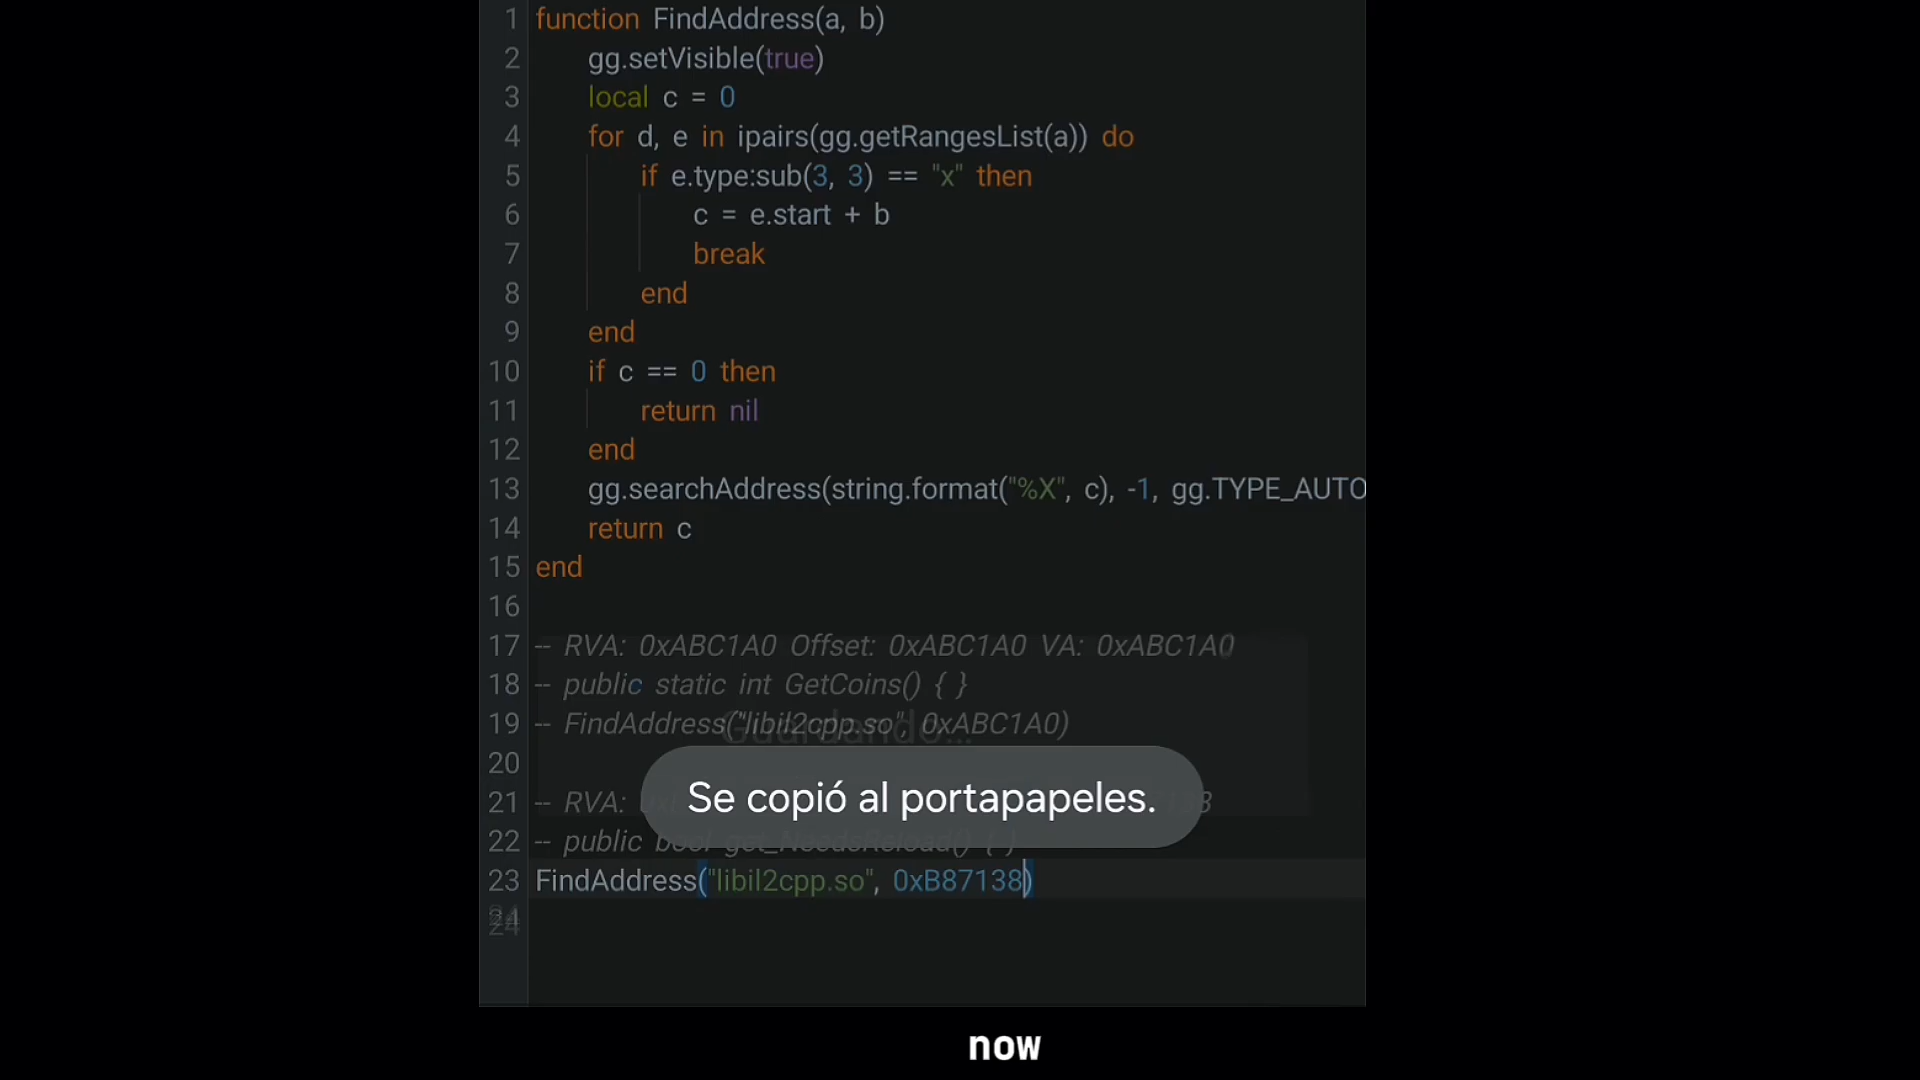 1 function FindAddress(a, b)
2 gg.setVisible(true)
3 local c = 0
4 for d, e in ipairs(gg.getRangesList(a)) do
5 if e.type:sub(3, 3) == "x" then
6 c = e.start + b
7 break
8 end
9 end
10 if c == 0 then
11 return nil
12 end
13 gg.searchAddress(string.format("%X", c), -1, gg.TYPE_AUTO
14 return c
15 end
16
17 -- RVA: 0xABC1A0 Offset: 0xABC1A0 VA: 0xABC1A0
18 -- public static int GetCoins() { }
19 -- FindAddress("libil2cpp.so", 0xABC1A0)
Guardando...
20
Se copió al portapapeles.
21 -- RVA:
22 -- public bool get_NeedsReload() { }
23 FindAddress("libil2cpp.so", 0xB87138)
24
now